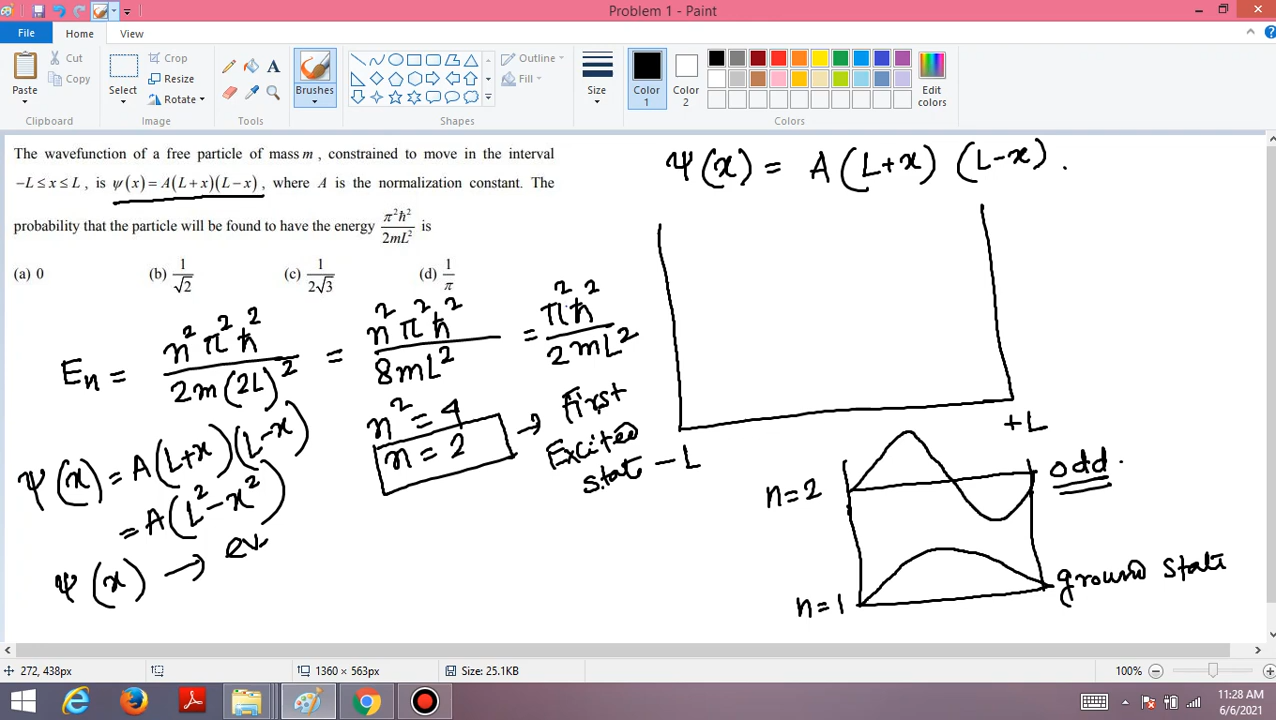 Problem 1 - Paint
File Home View
Paste
Cut
Copy
Clipboard
Select
Crop
Resize
Rotate
Image
Tools
Brushes
Outline
Fill
Shapes
Size
Color 1
Color 2
Edit colors
Colors
The wavefunction of a free particle of mass m , constrained to move in the interval
−L ≤ x ≤ L , is ψ(x) = A(L+x)(L−x), where A is the normalization constant. The
probability that the particle will be found to have the energy π²ħ²/2mL² is
(a) 0 (b) 1/√2 (c) 1/2√3 (d) 1/π
ψ(x) = A(L+x) (L-x) .
En = n²π²ħ²/2m(2L)² = n²π²ħ²/8mL² = π²ħ²/2mL²
n² = 4
n = 2 → First
Excited
state
-L
+L
ψ(x) = A(L+x)(L-x)
= A(L²-x²)
ψ(x) → ev
n=2
odd .
n=1
ground state
272, 438px
1360 × 563px
Size: 25.1KB
100%
11:28 AM
6/6/2021